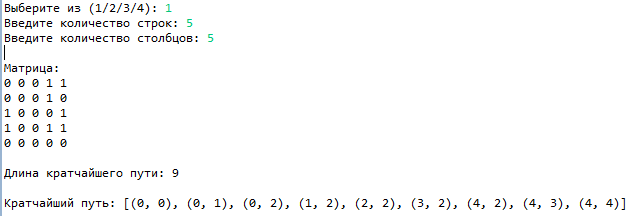 Выберите из (1/2/3/4): 1
Введите количество строк: 5
Введите количество столбцов: 5
Матрица:
0 0 0 1 1
0 0 0 1 0
1 0 0 0 1
1 0 0 1 1
0 0 0 0 0
Длина кратчайшего пути: 9
Кратчайший путь: [(0, 0), (0, 1), (0, 2), (1, 2), (2, 2), (3, 2), (4, 2), (4, 3), (4, 4)]